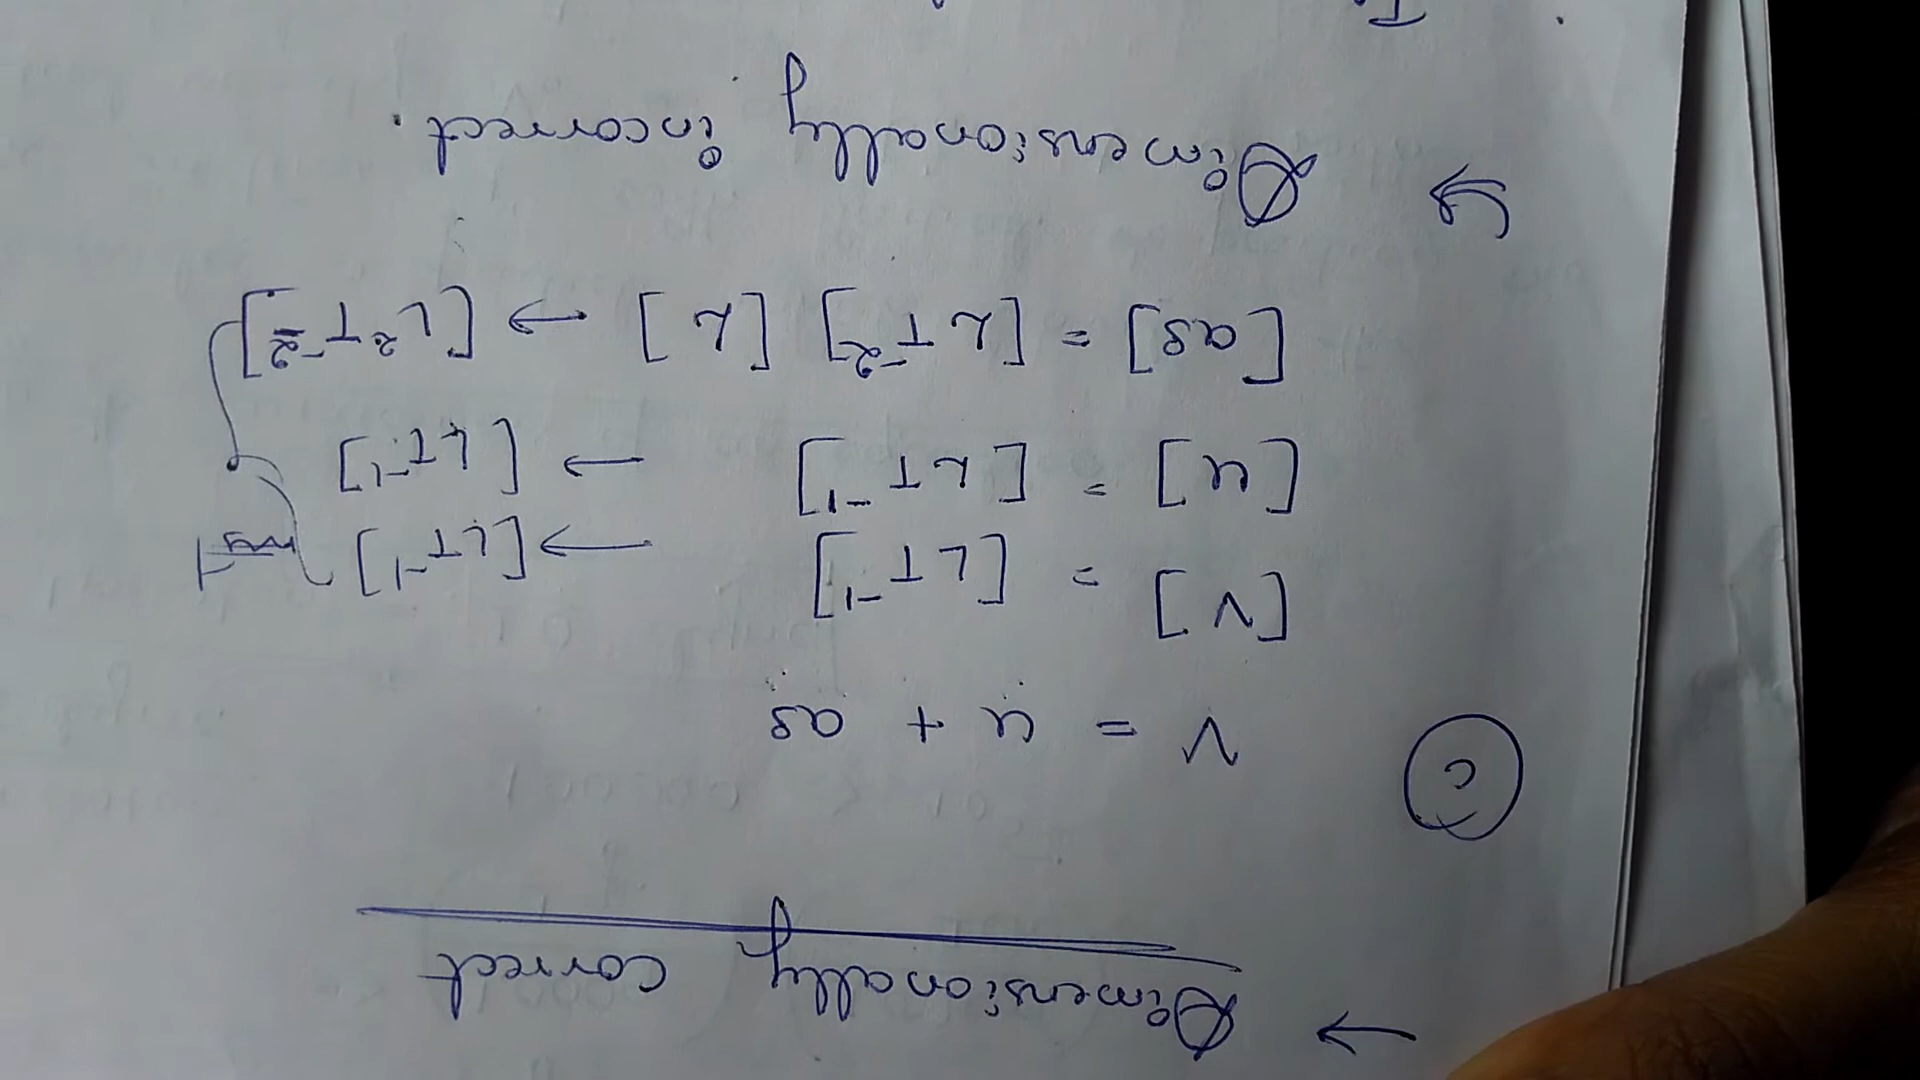 → Dimensionally correct
(c) v = u + as
[v] = [LT⁻¹] → [LT⁻¹]
[u] = [LT⁻¹] → [LT⁻¹]
[as] = [LT⁻²] [L] → [L²T⁻²]
↳ Dimensionally incorrect.